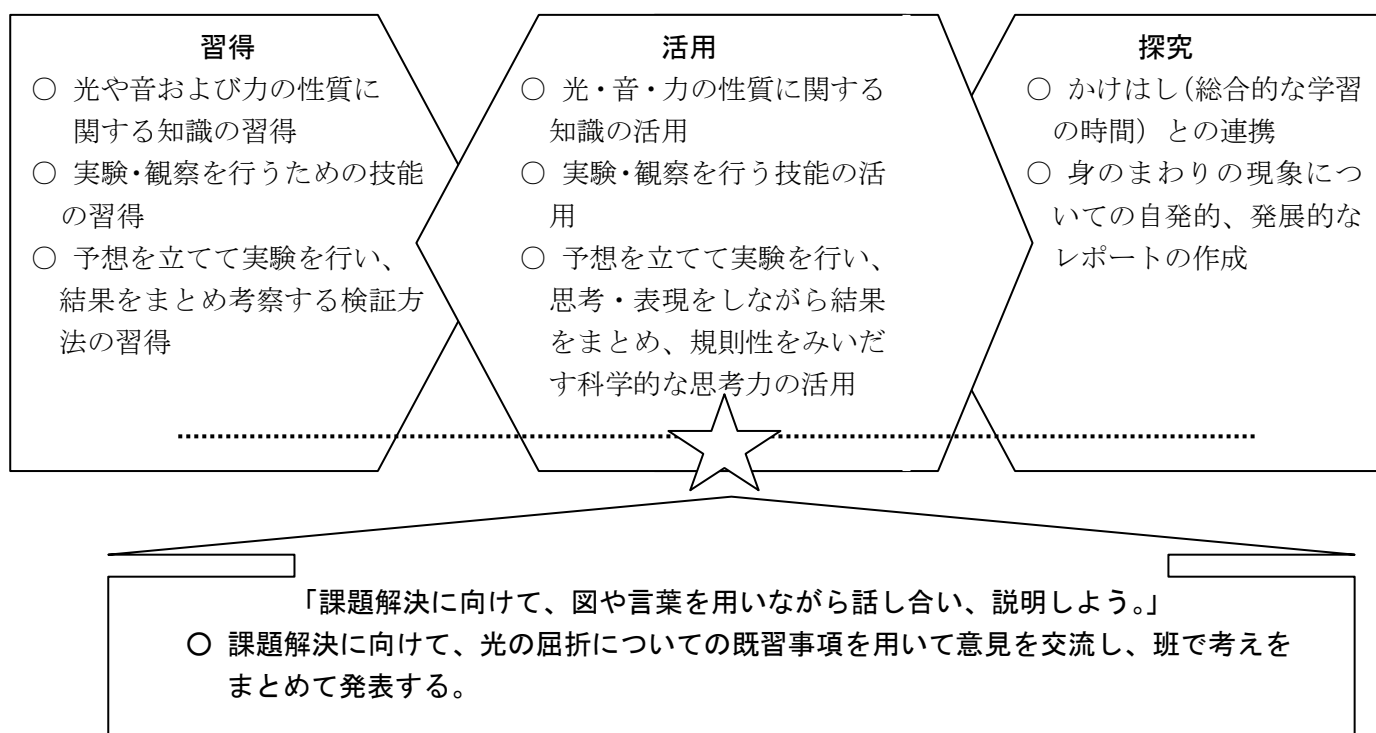 習得
○ 光や音および力の性質に
関する知識の習得
○ 実験・観察を行うための技能
の習得
○ 予想を立てて実験を行い、
結果をまとめ考察する検証方
法の習得
活用
○ 光・音・力の性質に関する
知識の活用
○ 実験・観察を行う技能の活
用
○ 予想を立てて実験を行い、
思考・表現をしながら結果
をまとめ、規則性をみいだ
す科学的な思考力の活用
探究
○ かけはし(総合的な学習
の時間）との連携
○ 身のまわりの現象につ
いての自発的、発展的な
レポートの作成
「課題解決に向けて、図や言葉を用いながら話し合い、説明しよう。」
○ 課題解決に向けて、光の屈折についての既習事項を用いて意見を交流し、班で考えを
まとめて発表する。